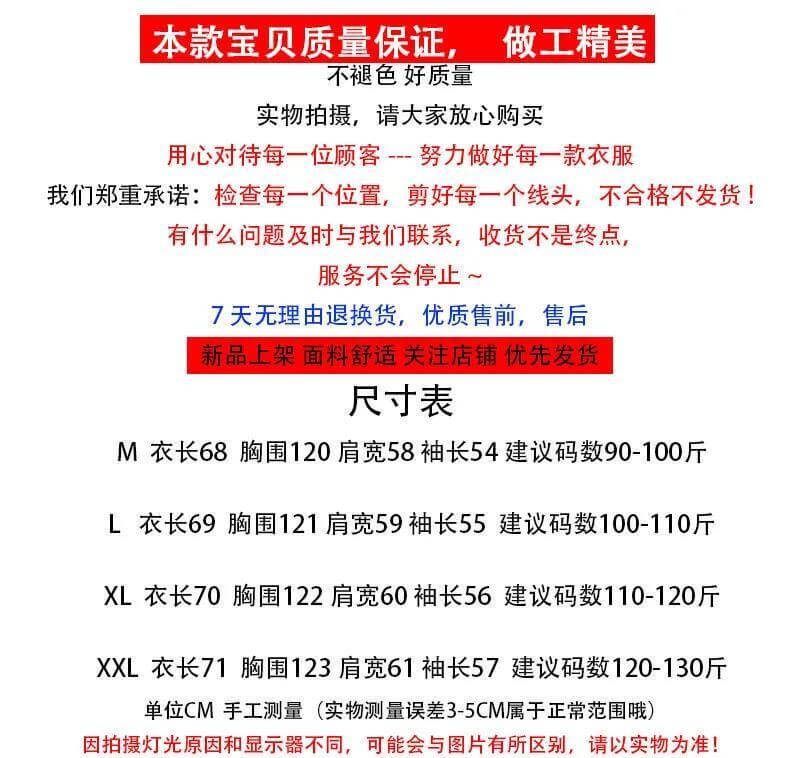 本款宝贝质量保证， 做工精美
不褪色 好质量
实物拍摄，请大家放心购买
用心对待每一位顾客 --- 努力做好每一款衣服
我们郑重承诺：检查每一个位置，剪好每一个线头，不合格不发货！
有什么问题及时与我们联系，收货不是终点，
服务不会停止 ~
7 天无理由退换货，优质售前，售后
新品上架 面料舒适 关注店铺 优先发货
尺寸表
M 衣长68 胸围120 肩宽58 袖长54 建议码数90-100斤
L 衣长69 胸围121 肩宽59 袖长55 建议码数100-110斤
XL 衣长70 胸围122 肩宽60 袖长56 建议码数110-120斤
XXL 衣长71 胸围123 肩宽61 袖长57 建议码数120-130斤
单位CM 手工测量（实物测量误差3-5CM属于正常范围哦）
因拍摄灯光原因和显示器不同，可能会与图片有所区别，请以实物为准！